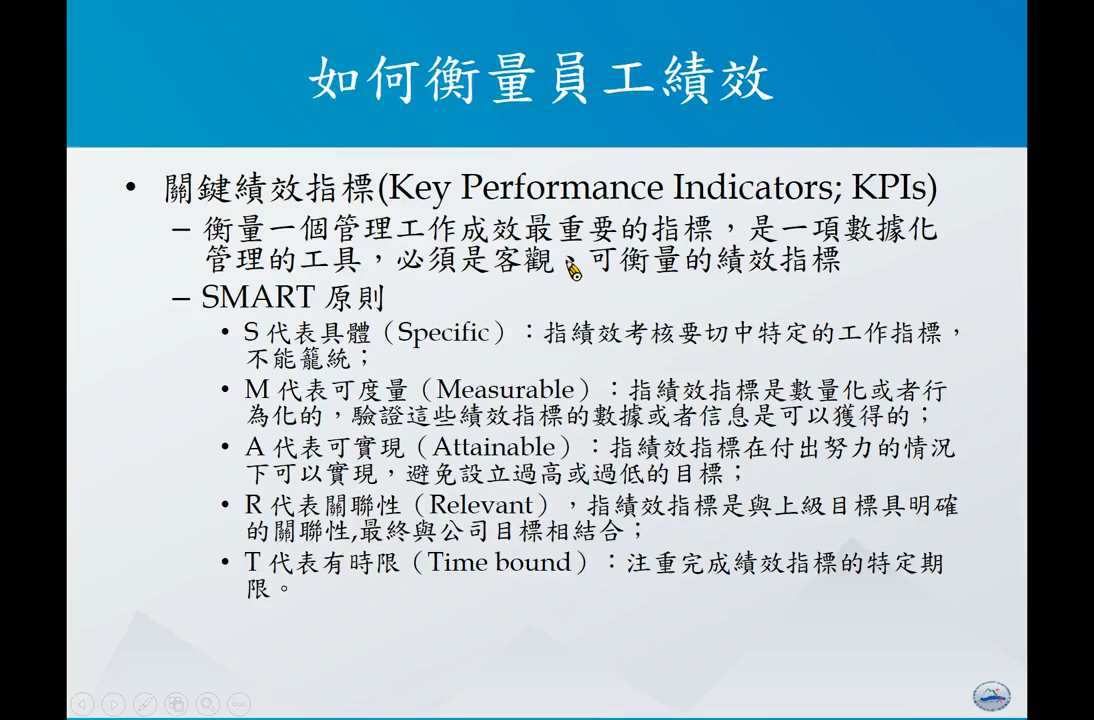 如何衡量員工績效
• 關鍵績效指標(Key Performance Indicators; KPIs)
– 衡量一個管理工作成效最重要的指標，是一項數據化
管理的工具，必須是客觀、可衡量的績效指標
– SMART 原則
• S 代表具體（Specific）：指績效考核要切中特定的工作指標，
不能籠統；
• M 代表可度量（Measurable）：指績效指標是數量化或者行
為化的，驗證這些績效指標的數據或者信息是可以獲得的；
• A 代表可實現（Attainable）：指績效指標在付出努力的情況
下可以實現，避免設立過高或過低的目標；
• R 代表關聯性（Relevant），指績效指標是與上級目標具明確
的關聯性,最終與公司目標相結合；
• T 代表有時限（Time bound）：注重完成績效指標的特定期
限。